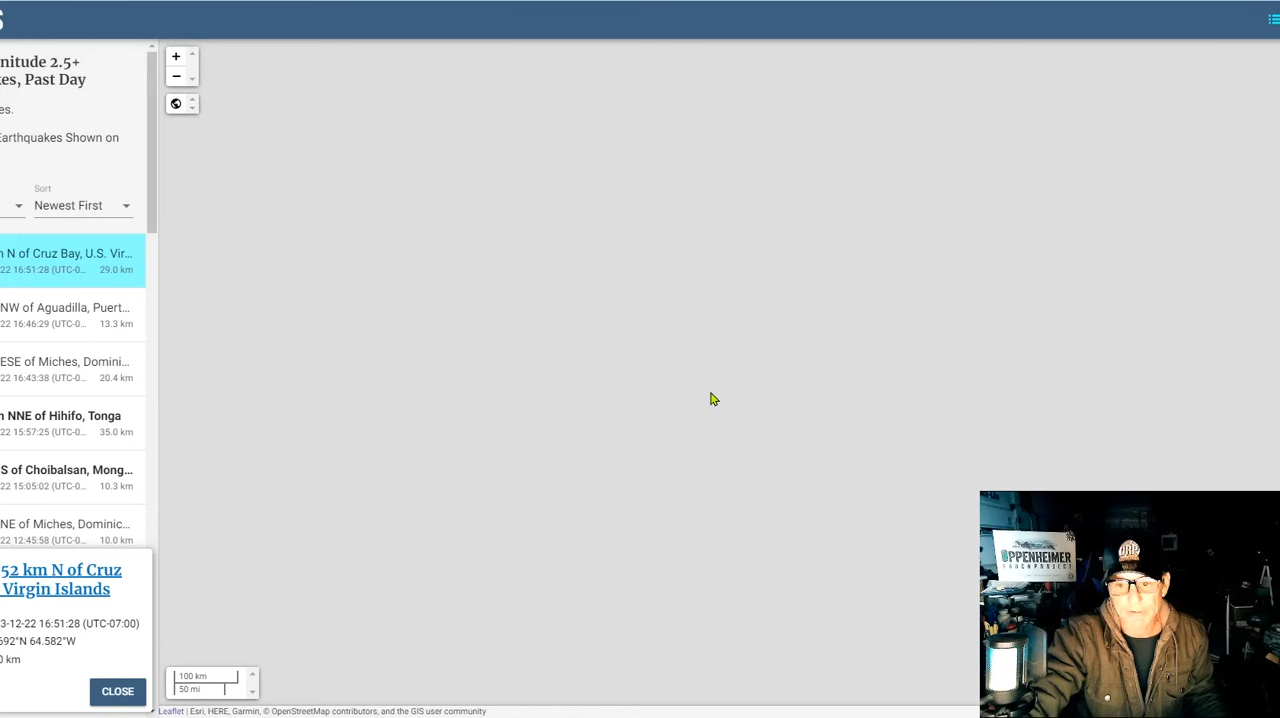 S
nitude 2.5+
es, Past Day
es.
Earthquakes Shown on
Sort
Newest First
n N of Cruz Bay, U.S. Vir...
22 16:51:28 (UTC-0... 29.0 km
NW of Aguadilla, Puert...
22 16:46:29 (UTC-0... 13.3 km
ESE of Miches, Domini...
22 16:43:38 (UTC-0... 20.4 km
n NNE of Hihifo, Tonga
22 15:57:25 (UTC-0... 35.0 km
S of Choibalsan, Mong...
22 15:05:02 (UTC-0... 10.3 km
NE of Miches, Dominic...
22 12:45:58 (UTC-0... 10.0 km
52 km N of Cruz
Virgin Islands
3-12-22 16:51:28 (UTC-07:00)
692°N 64.582°W
0 km
CLOSE
+
−
100 km
50 mi
Leaflet | Esri, HERE, Garmin, © OpenStreetMap contributors, and the GIS user community
OPPENHEIMER
RANCH PROJECT
ORP